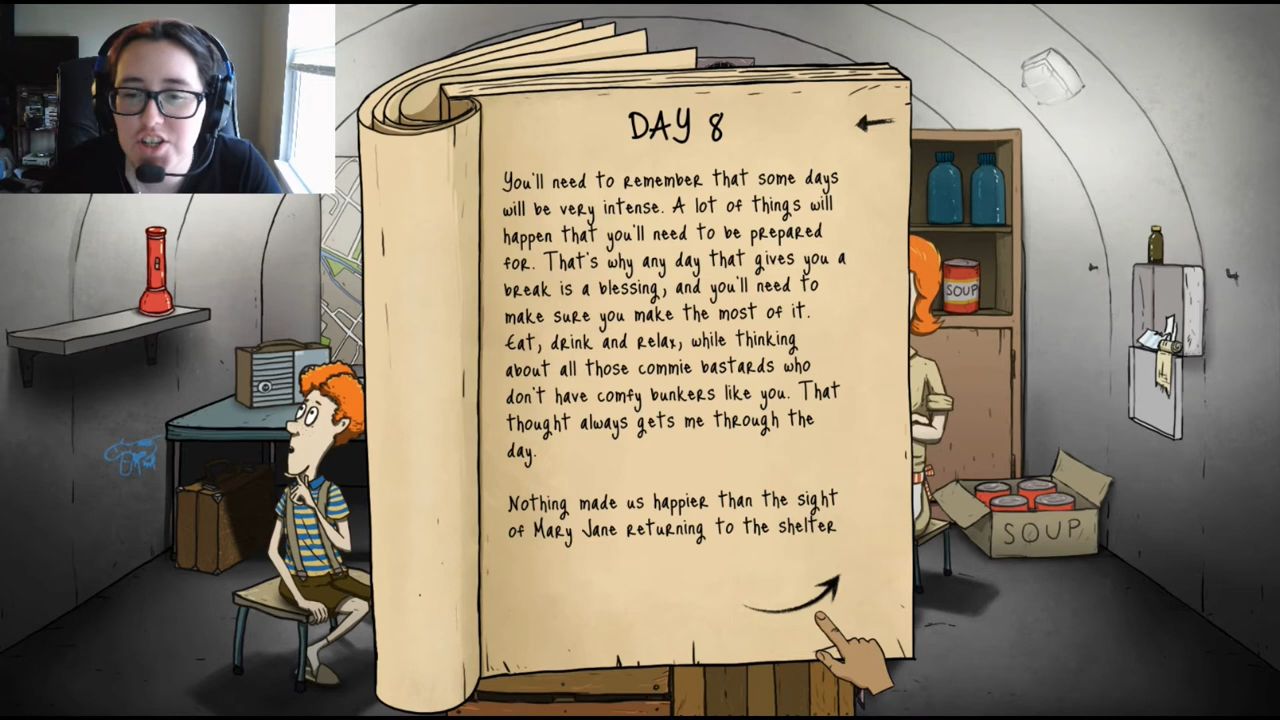 DAY 8
You'll need to remember that some days
will be very intense. A lot of things will
happen that you'll need to be prepared
for. That's why any day that gives you a
break is a blessing, and you'll need to
make sure you make the most of it.
Eat, drink and relax, while thinking
about all those commie bastards who
don't have comfy bunkers like you. That
thought always gets me through the
day.
Nothing made us happier than the sight
of Mary Jane returning to the shelter
SOUP
SOUP